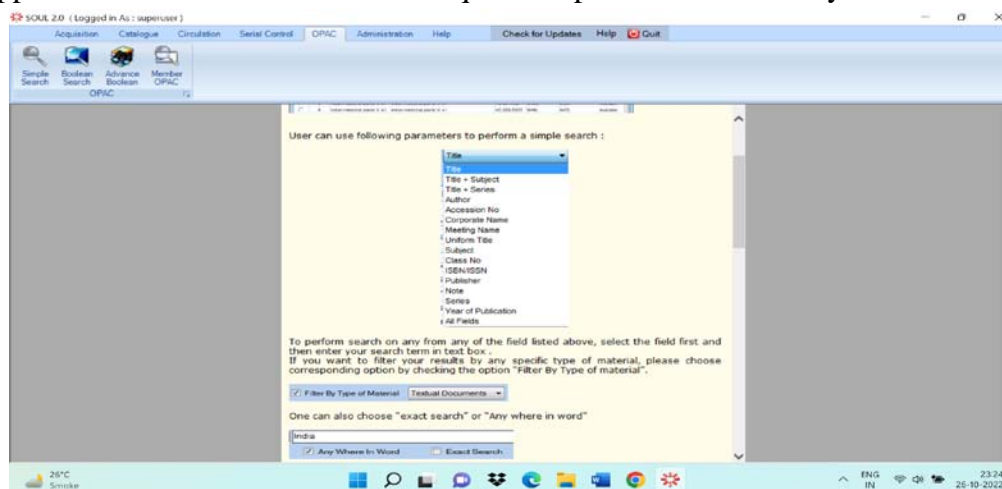 SOUL 2.0 ( Logged in As : superuser )
Acquisition Catalogue Circulation Serial Control OPAC Administration Help Check for Updates Help Quit
Simple Search Boolean Search Advance Boolean Member OPAC
OPAC
User can use following parameters to perform a simple search :
Title
Title
Title + Subject
Title + Series
Author
Accession No
Corporate Name
Meeting Name
Uniform Title
Subject
Class No
ISBN/ISSN
Publisher
Note
Series
Year of Publication
All Fields
To perform search on any from any of the field listed above, select the field first and
then enter your search term in text box .
If you want to filter your results by any specific type of material, please choose
corresponding option by checking the option "Filter By Type of material".
Filter By Type of Material Textual Documents
One can also choose "exact search" or "Any where in word"
Indra
Any Where In Word Exact Search
26°C
Smoke
ENG
IN
23:24
26-10-2022